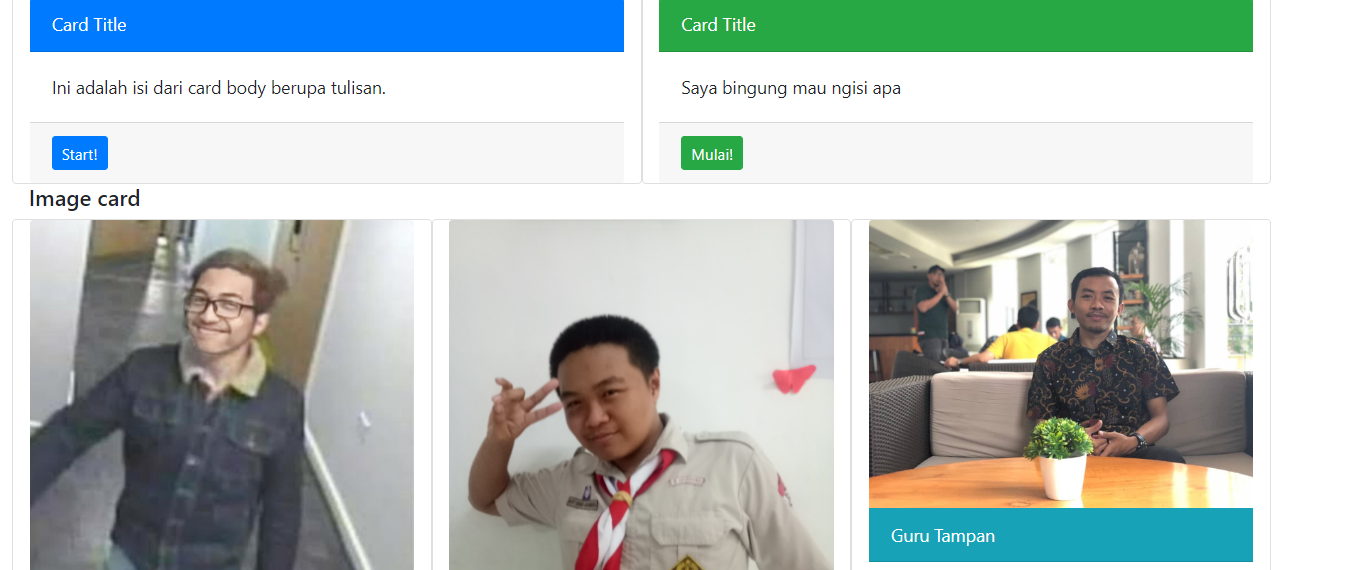 Card Title
Card Title
Ini adalah isi dari card body berupa tulisan.
Saya bingung mau ngisi apa
Start!
Mulai!
Image card
Guru Tampan